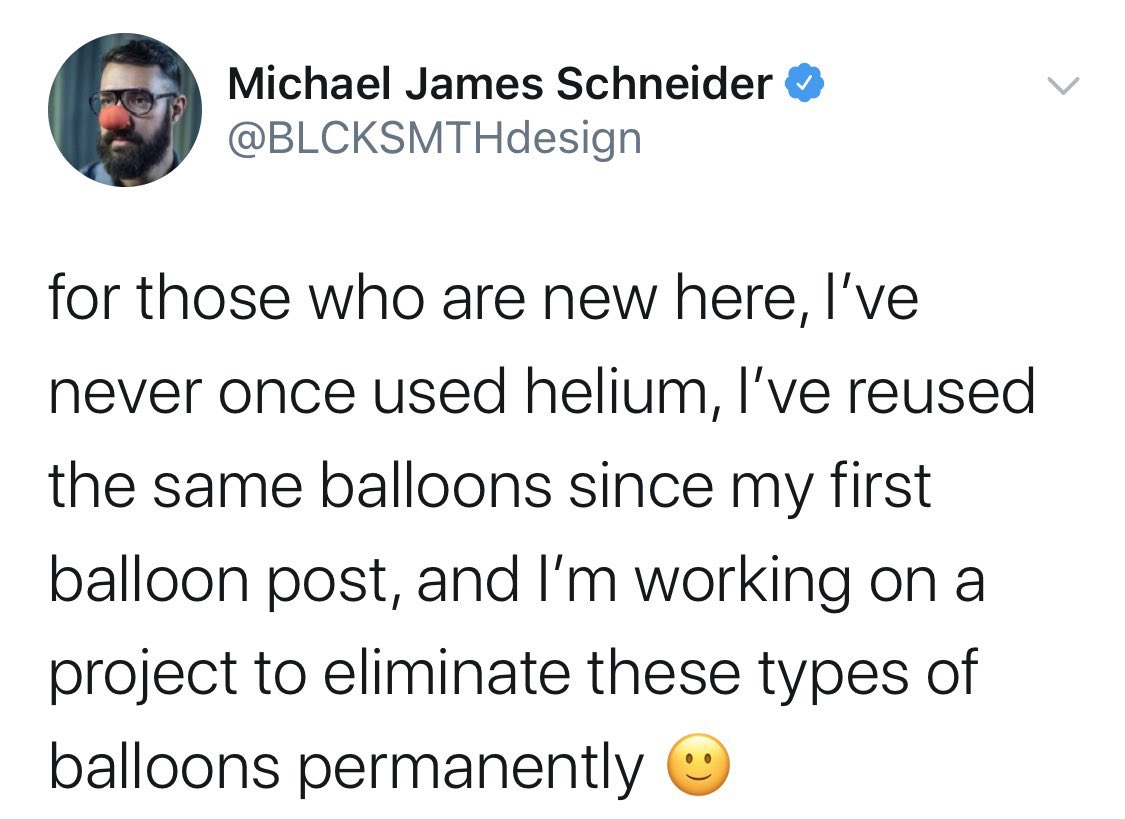 Michael James Schneider
@BLCKSMTHdesign
for those who are new here, I’ve
never once used helium, I’ve reused
the same balloons since my first
balloon post, and I’m working on a
project to eliminate these types of
balloons permanently 🙂